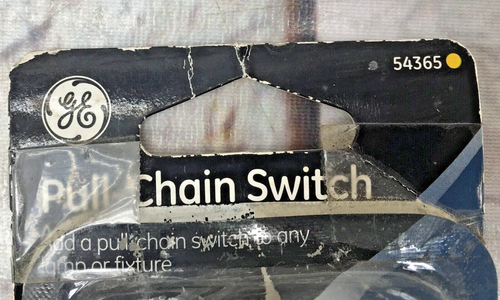 54365
GE
Pull Chain Switch
Add a pull chain switch to any
lamp or fixture